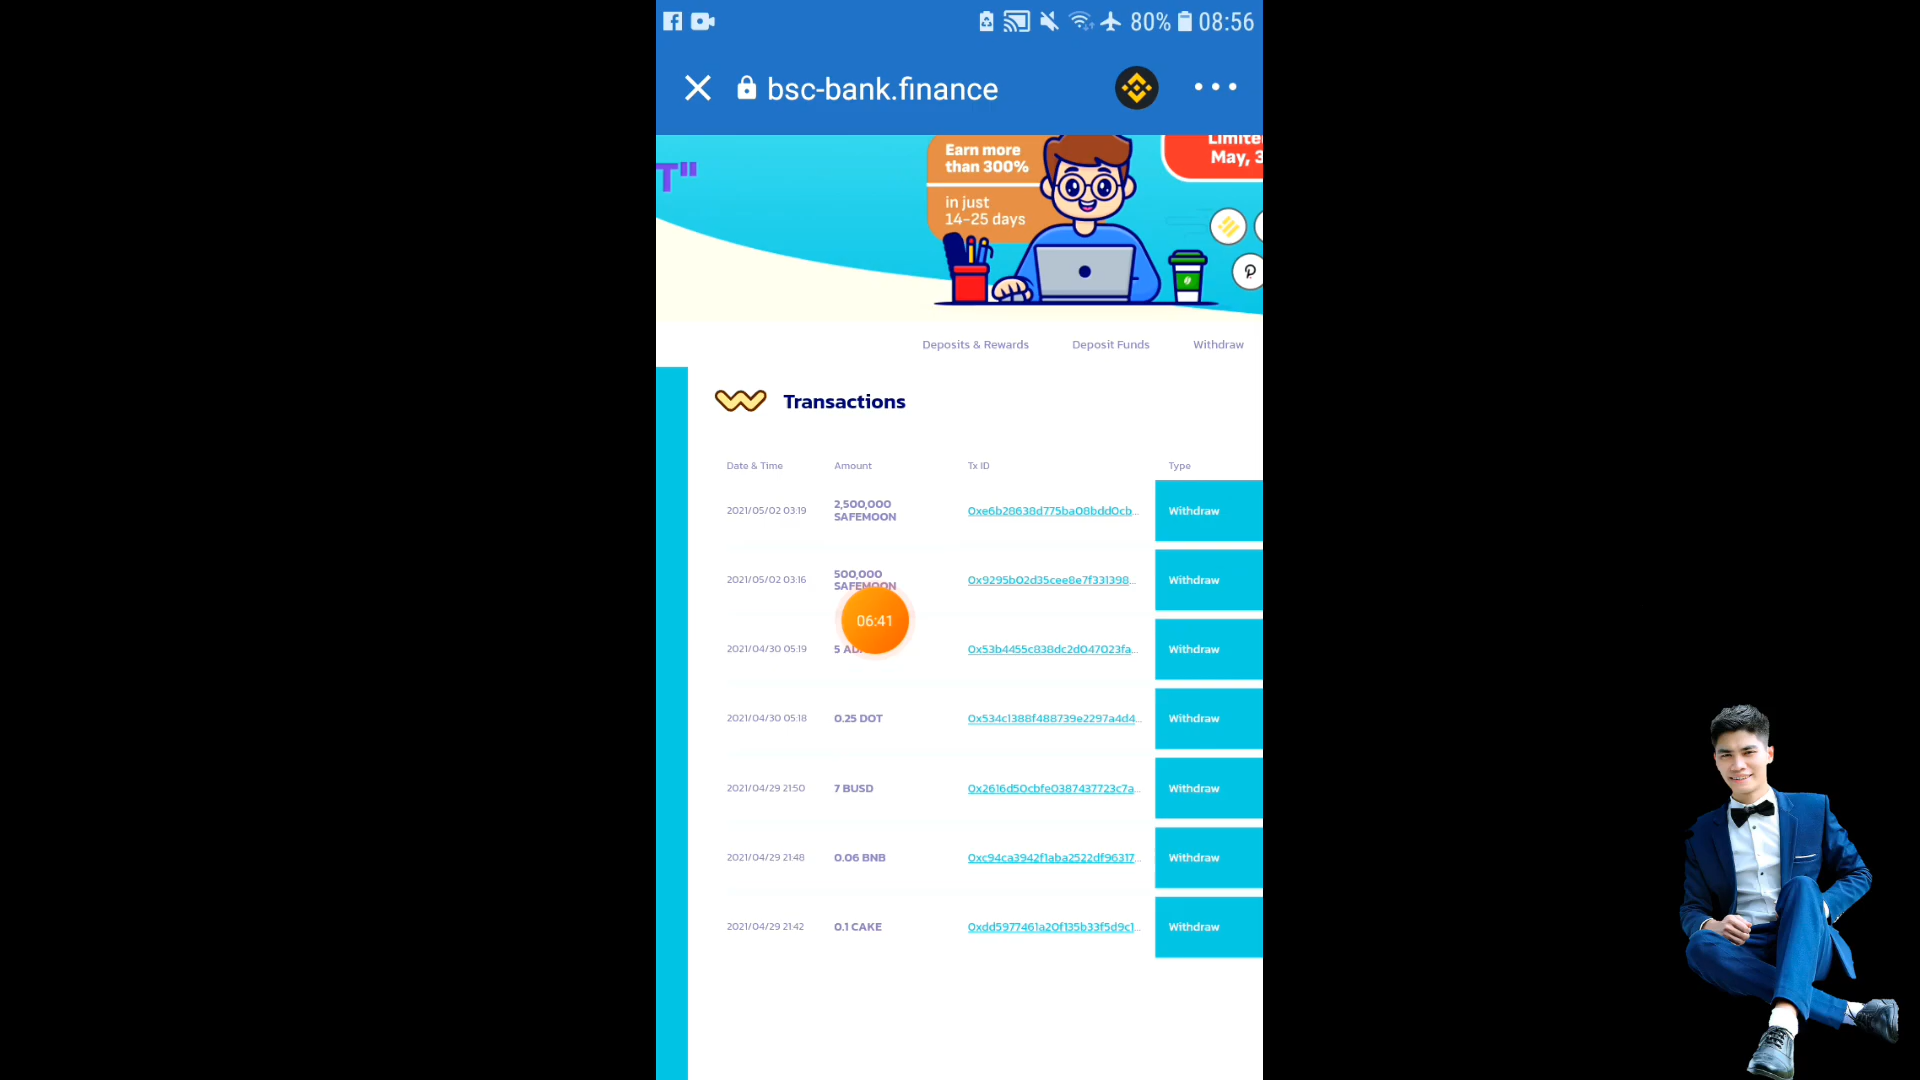 80% 08:56
bsc-bank.finance
T"
Earn more
than 300%
in just
14-25 days
May, 3
Deposits & Rewards Deposit Funds Withdraw
Transactions
Date & Time Amount Tx ID Type
2021/05/02 03:19 2,500,000 SAFEMOON 0xe6b28638d775ba08bdd0cb... Withdraw
2021/05/02 03:16 500,000 SAFEMOON 0x9295b02d35cee8e7f331398... Withdraw
06:41
2021/04/30 05:19 5 0x53b4455c838dc2d047023fa... Withdraw
2021/04/30 05:18 0.25 DOT 0x534c1388f488739e2297a4d4... Withdraw
2021/04/29 21:50 7 BUSD 0x2616d50cbfe0387437723c7a... Withdraw
2021/04/29 21:48 0.06 BNB 0xc94ca3942f1aba2522df96317... Withdraw
2021/04/29 21:42 0.1 CAKE 0xdd5977461a20f135b33f5d9c1... Withdraw